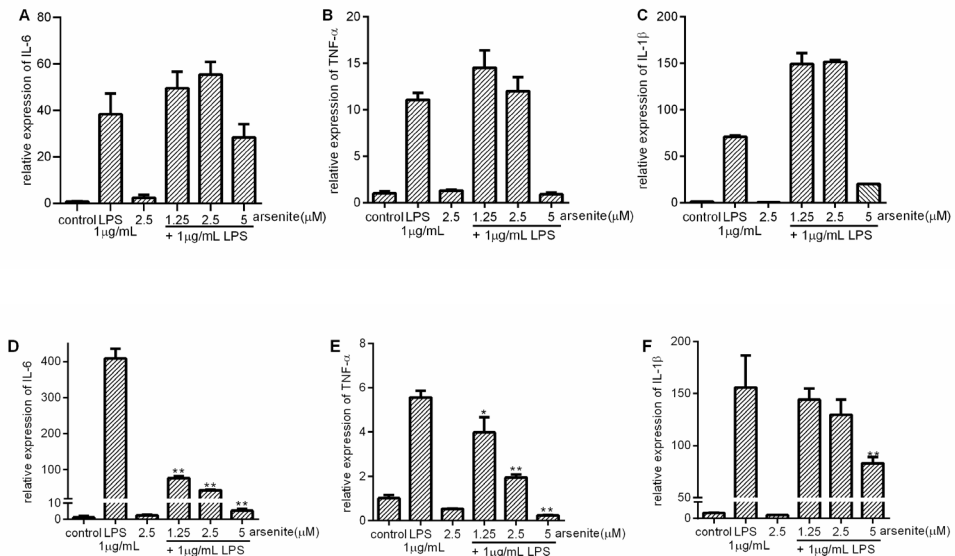 A
relative expression of IL-6
80
60
40
20
0
control LPS 2.5 1.25 2.5 5 arsenite(μM)
1μg/mL + 1μg/mL LPS
B
relative expression of TNF-α
20
15
10
5
0
control LPS 2.5 1.25 2.5 5 arsenite(μM)
1μg/mL + 1μg/mL LPS
C
relative expression of IL-1β
200
150
100
50
0
control LPS 2.5 1.25 2.5 5 arsenite(μM)
1μg/mL + 1μg/mL LPS
D
relative expression of IL-6
400
300
200
100
10
0
** ** **
control LPS 2.5 1.25 2.5 5 arsenite(μM)
1μg/mL + 1μg/mL LPS
E
relative expression of TNF-α
8
6
4
2
0
* ** **
control LPS 2.5 1.25 2.5 5 arsenite(μM)
1μg/mL + 1μg/mL LPS
F
relative expression of IL-1β
200
150
100
50
0
**
control LPS 2.5 1.25 2.5 5 arsenite(μM)
1μg/mL + 1μg/mL LPS